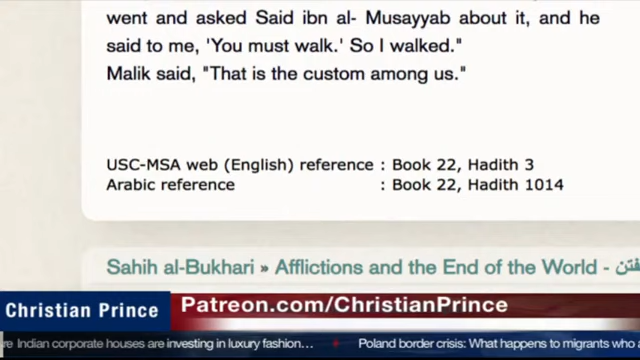 went and asked Said ibn al- Musayyab about it, and he
said to me, 'You must walk.' So I walked."
Malik said, "That is the custom among us."
USC-MSA web (English) reference : Book 22, Hadith 3
Arabic reference : Book 22, Hadith 1014
Sahih al-Bukhari » Afflictions and the End of the World -
Christian Prince
Patreon.com/ChristianPrince
re Indian corporate houses are investing in luxury fashion... Poland border crisis: What happens to migrants who